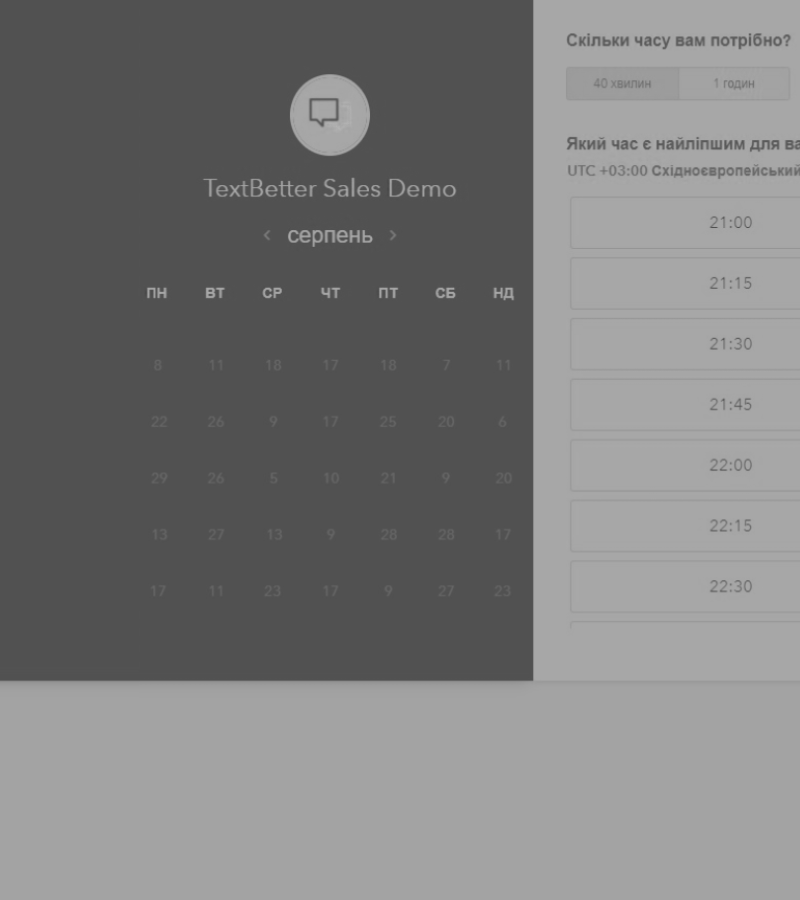 TextBetter Sales Demo
серпень
ПН ВТ СР ЧТ ПТ СБ НД
8 11 18 17 18 7 11
22 26 9 17 25 20 6
29 26 5 10 21 9 20
13 27 13 9 28 28 17
17 11 23 17 9 27 23
Скільки часу вам потрібно?
40 хвилин 1 годин
Який час є найліпшим для ва
UTC +03:00 Східноєвропейський
21:00
21:15
21:30
21:45
22:00
22:15
22:30